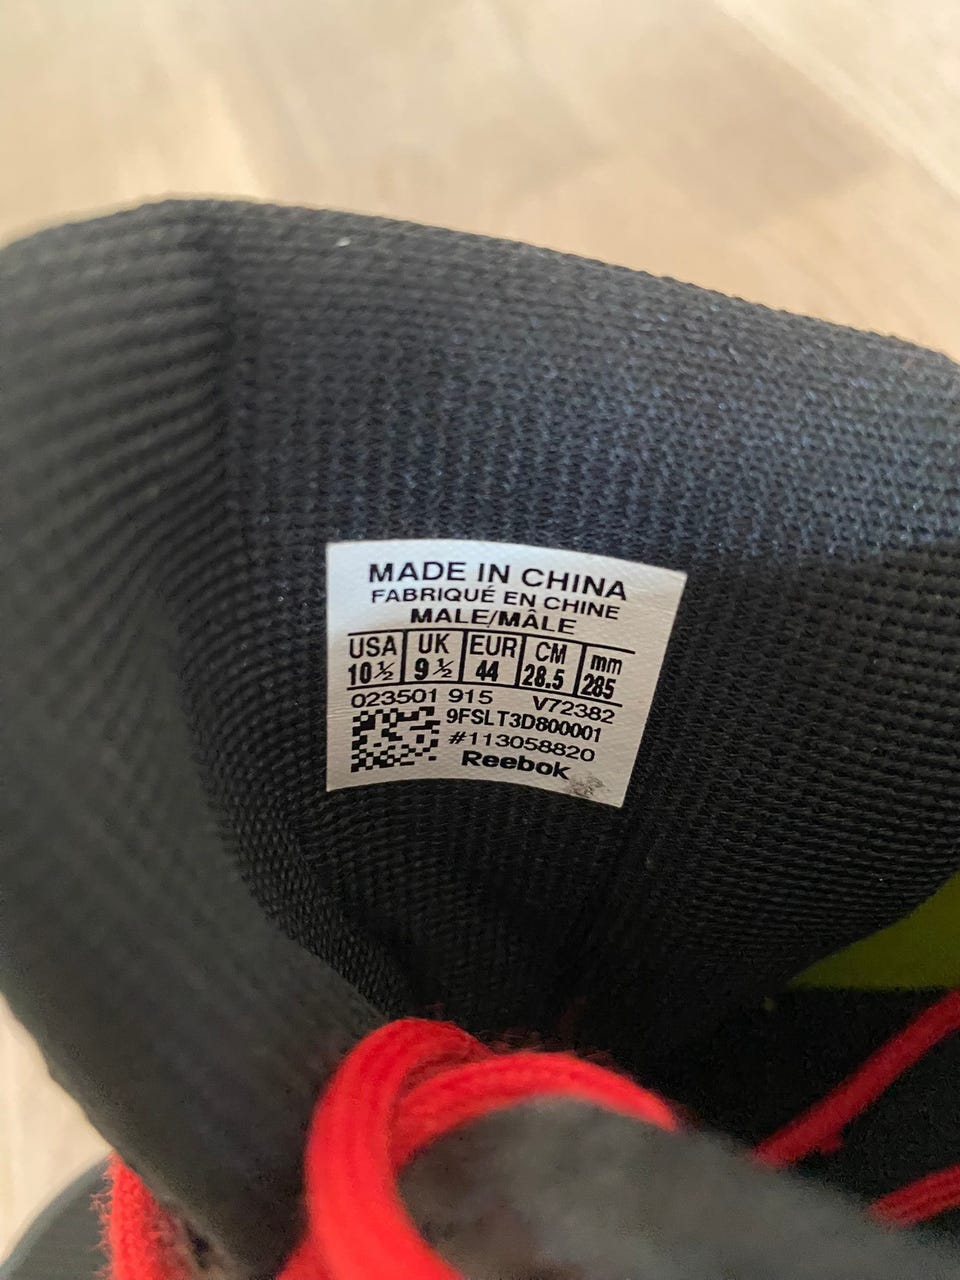 MADE IN CHINA
FABRIQUÉ EN CHINE
MALE/MÂLE
USA UK EUR CM mm
10½ 9½ 44 28.5 285
023501 915 V72382
9FSLT3D800001
#113058820
Reebok